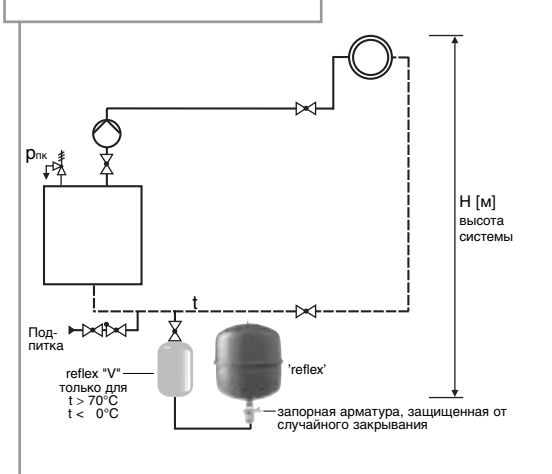 pпк
H [м]
высота
системы
t
Под-
питка
reflex "V"
только для
t > 70°C
t < 0°C
'reflex'
запорная арматура, защищенная от
случайного закрывания